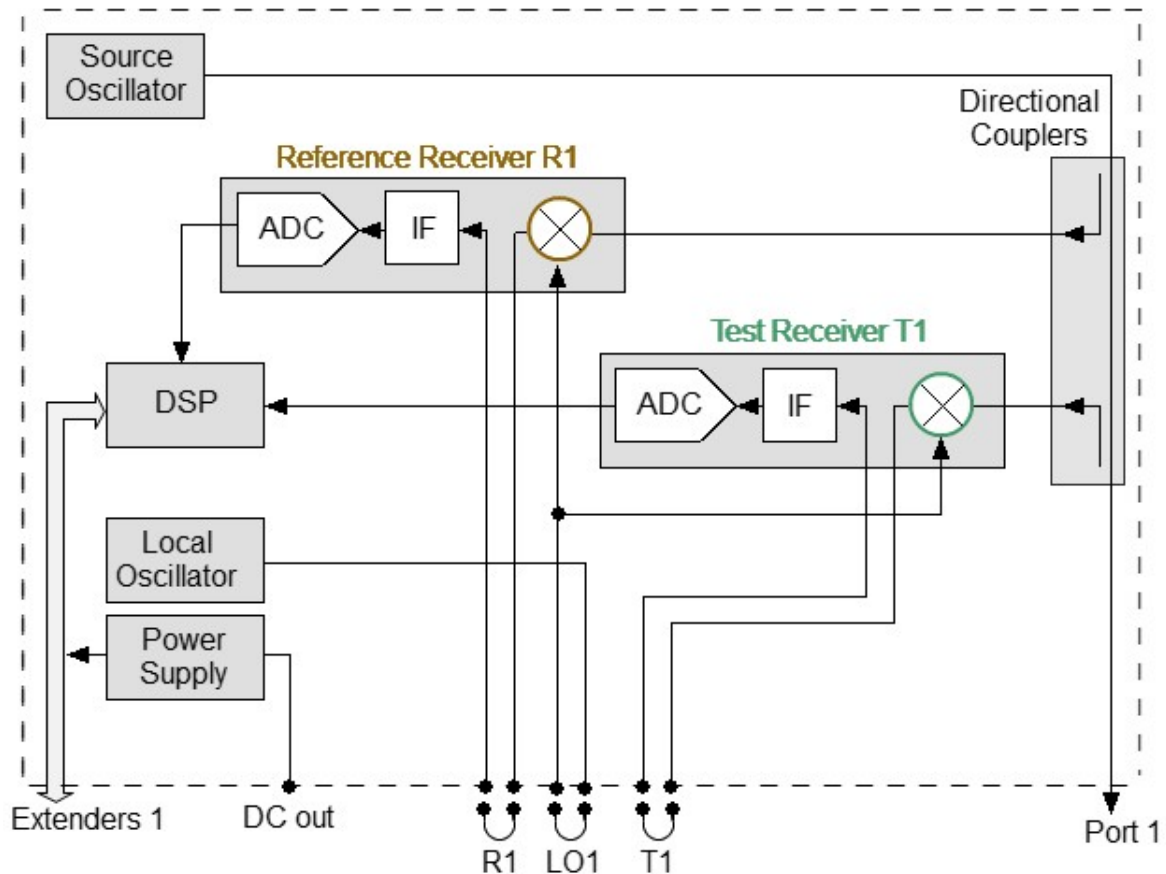 Source
Oscillator
Directional
Couplers
Reference Receiver R1
ADC
IF
Test Receiver T1
DSP
ADC
IF
Local
Oscillator
Power
Supply
Extenders 1
DC out
R1
LO1
T1
Port 1